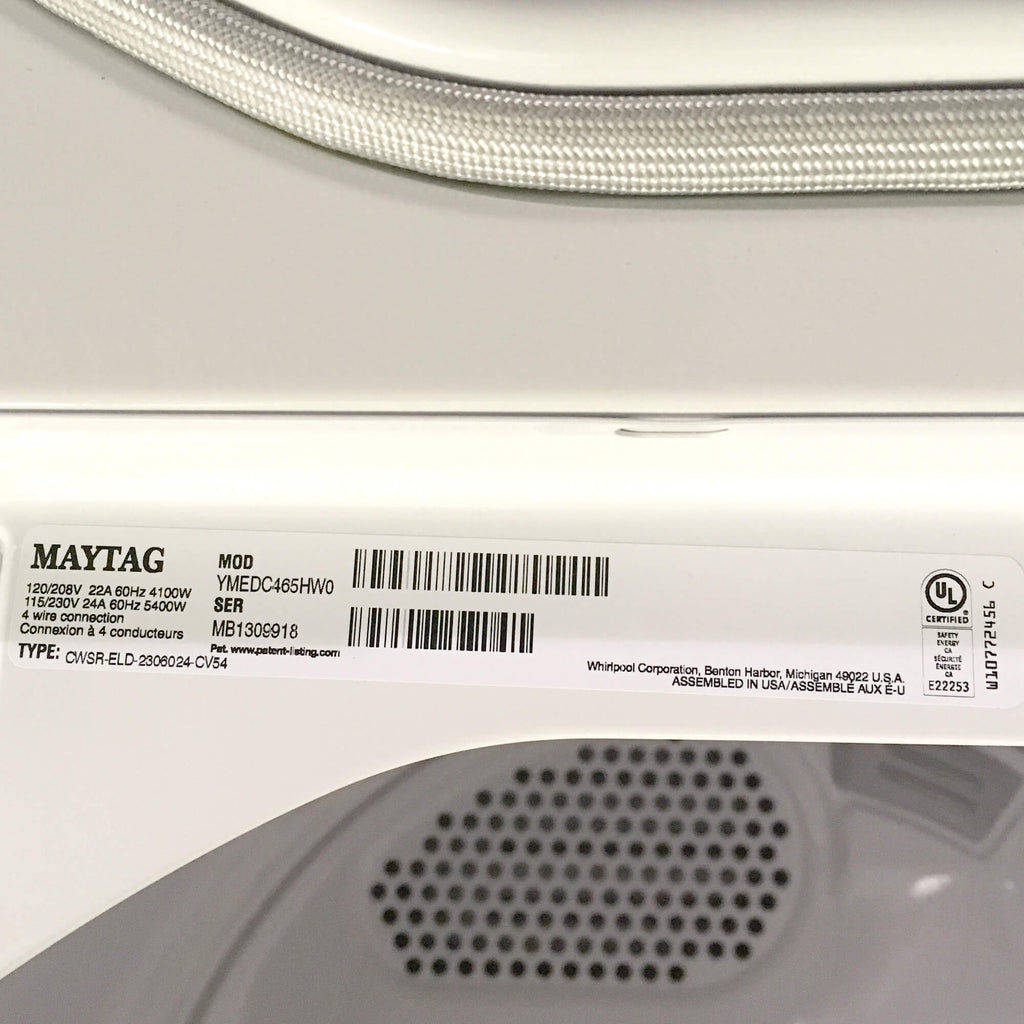 MAYTAG
120/208V 22A 60Hz 4100W
115/230V 24A 60Hz 5400W
4 wire connection
Connexion à 4 conducteurs
TYPE: CWSR-ELD-2306024-CV54
MOD
YMEDC465HW0
SER
MB1309918
Pat. www.patent-listing.com
Whirlpool Corporation, Benton Harbor, Michigan 49022 U.S.A.
ASSEMBLED IN USA/ASSEMBLÉ AUX É-U
UL
CERTIFIED
SAFETY
ENERGY
CA
SÉCURITÉ
ÉNERGIE
CA
E22253
W10772456 C